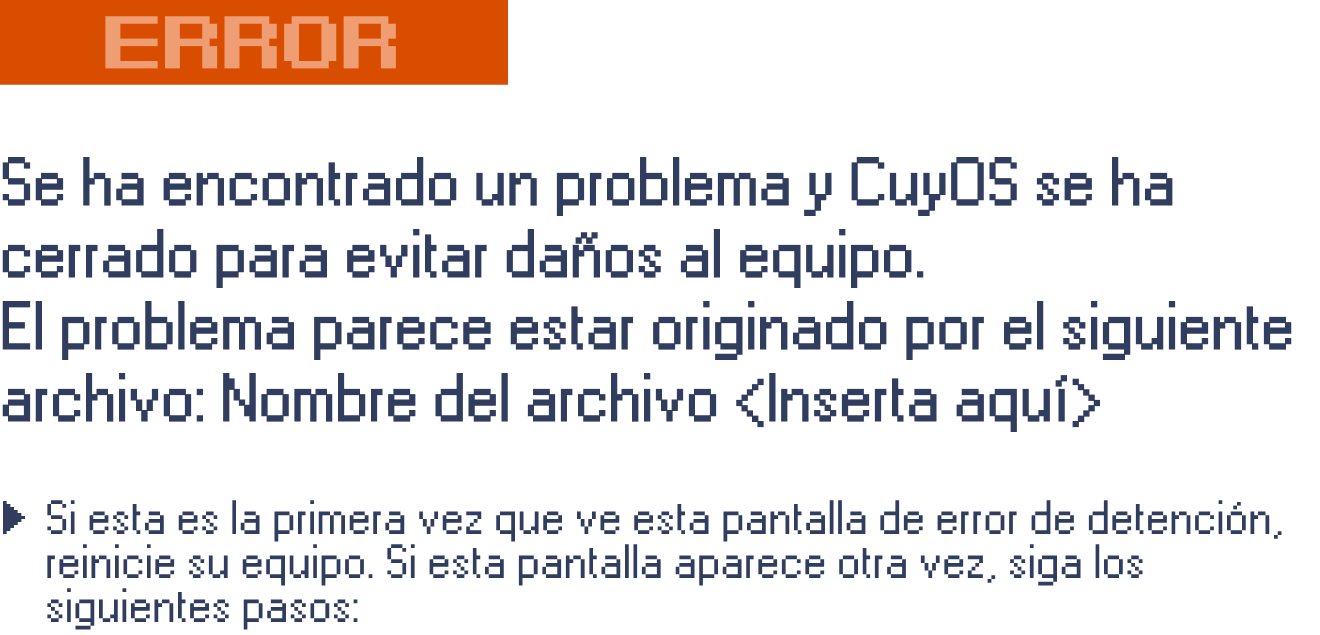 ERROR
Se ha encontrado un problema y CuyOS se ha
cerrado para evitar daños al equipo.
El problema parece estar originado por el siguiente
archivo: Nombre del archivo <Inserta aquí>
Si esta es la primera vez que ve esta pantalla de error de detención,
reinicie su equipo. Si esta pantalla aparece otra vez, siga los
siguientes pasos: